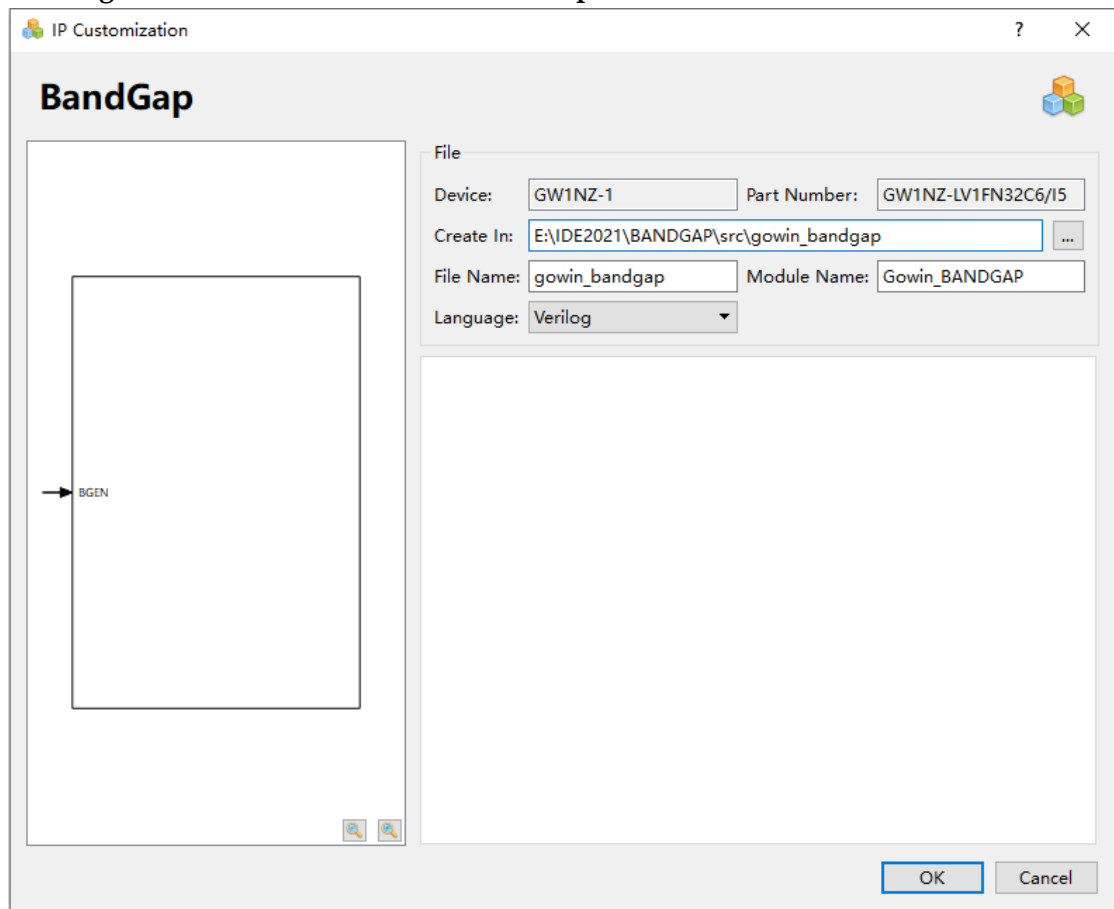 IP Customization
BandGap
File
Device: GW1NZ-1 Part Number: GW1NZ-LV1FN32C6/I5
Create In: E:\IDE2021\BANDGAP\src\gowin_bandgap ...
File Name: gowin_bandgap Module Name: Gowin_BANDGAP
Language: Verilog
BGEN
OK Cancel